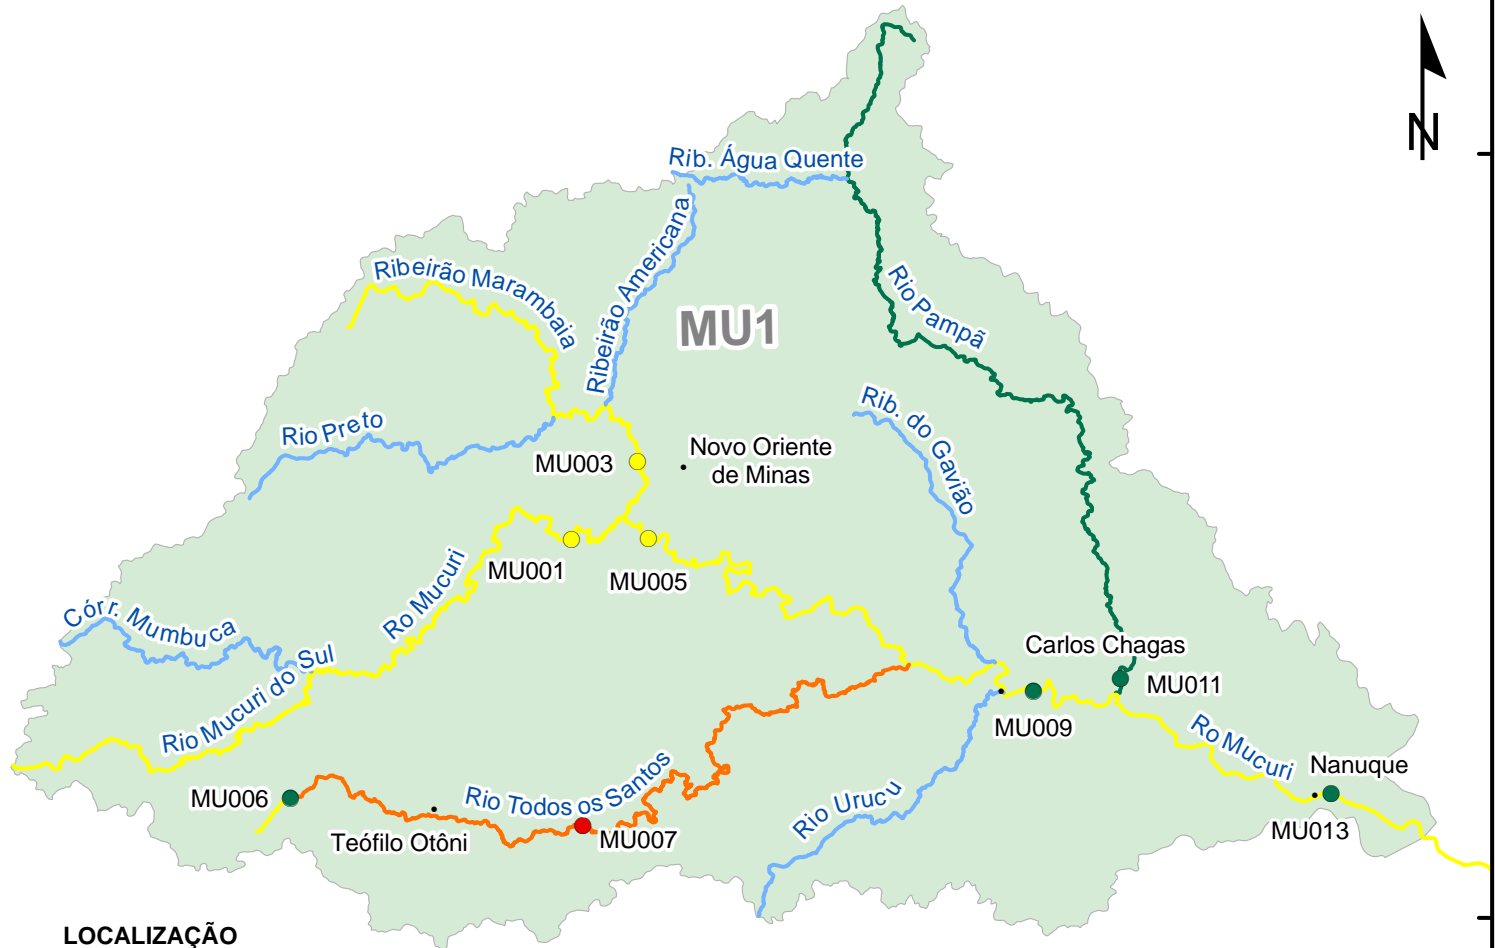 N
Rib. Água Quente
Ribeirão Americana
Ribeirão Marambaia
MU1
Rio Pampã
Rio Preto
Rib. do Gavião
Novo Oriente
de Minas
MU003
MU001
MU005
Ro Mucuri
Córr. Mumbuca
Rio Mucuri do Sul
Carlos Chagas
MU011
MU009
Ro Mucuri
Nanuque
MU013
MU006
Rio Todos os Santos
Teófilo Otôni
MU007
Rio Urucu
LOCALIZAÇÃO